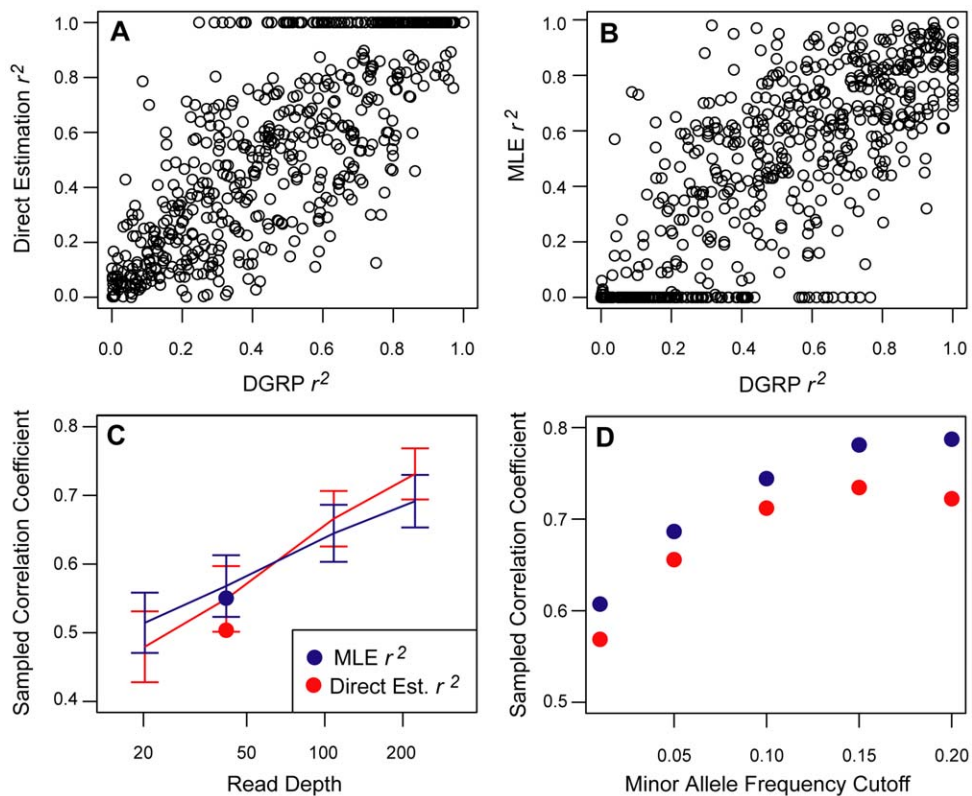 A
Direct Estimation r²
1.0
0.8
0.6
0.4
0.2
0.0
0.0 0.2 0.4 0.6 0.8 1.0
DGRP r²
B
MLE r²
1.0
0.8
0.6
0.4
0.2
0.0
0.0 0.2 0.4 0.6 0.8 1.0
DGRP r²
C
Sampled Correlation Coefficient
0.8
0.7
0.6
0.5
0.4
MLE r²
Direct Est. r²
20 50 100 200
Read Depth
D
Sampled Correlation Coefficient
0.8
0.7
0.6
0.5
0.05 0.10 0.15 0.20
Minor Allele Frequency Cutoff